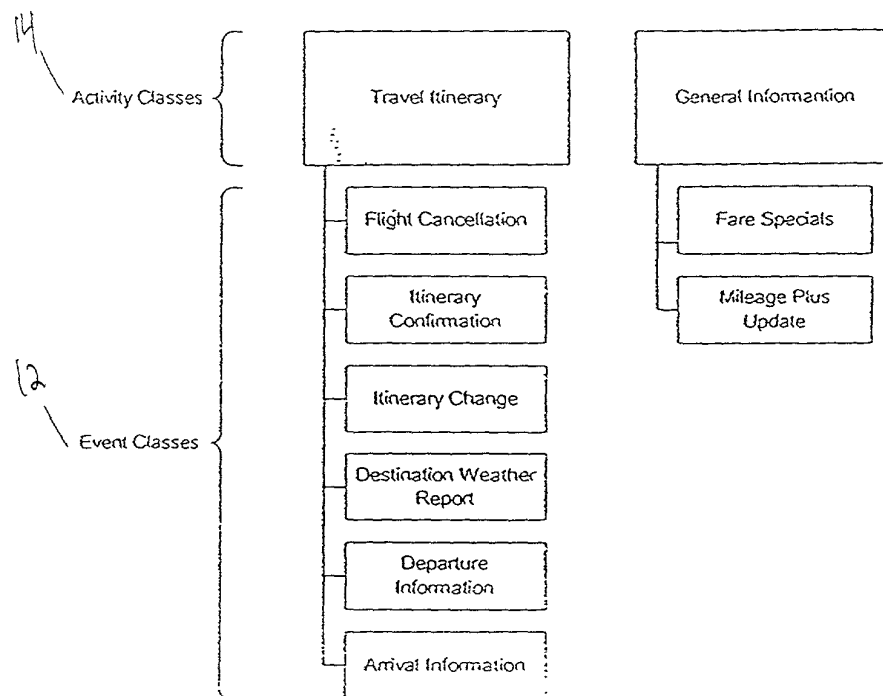 14
Activity Classes
Travel Itinerary
General Informantion
12
Event Classes
Flight Cancellation
Itinerary
Confirmation
Itinerary Change
Destination Weather
Report
Departure
Information
Arrival Information
Fare Specials
Mileage Plus
Update